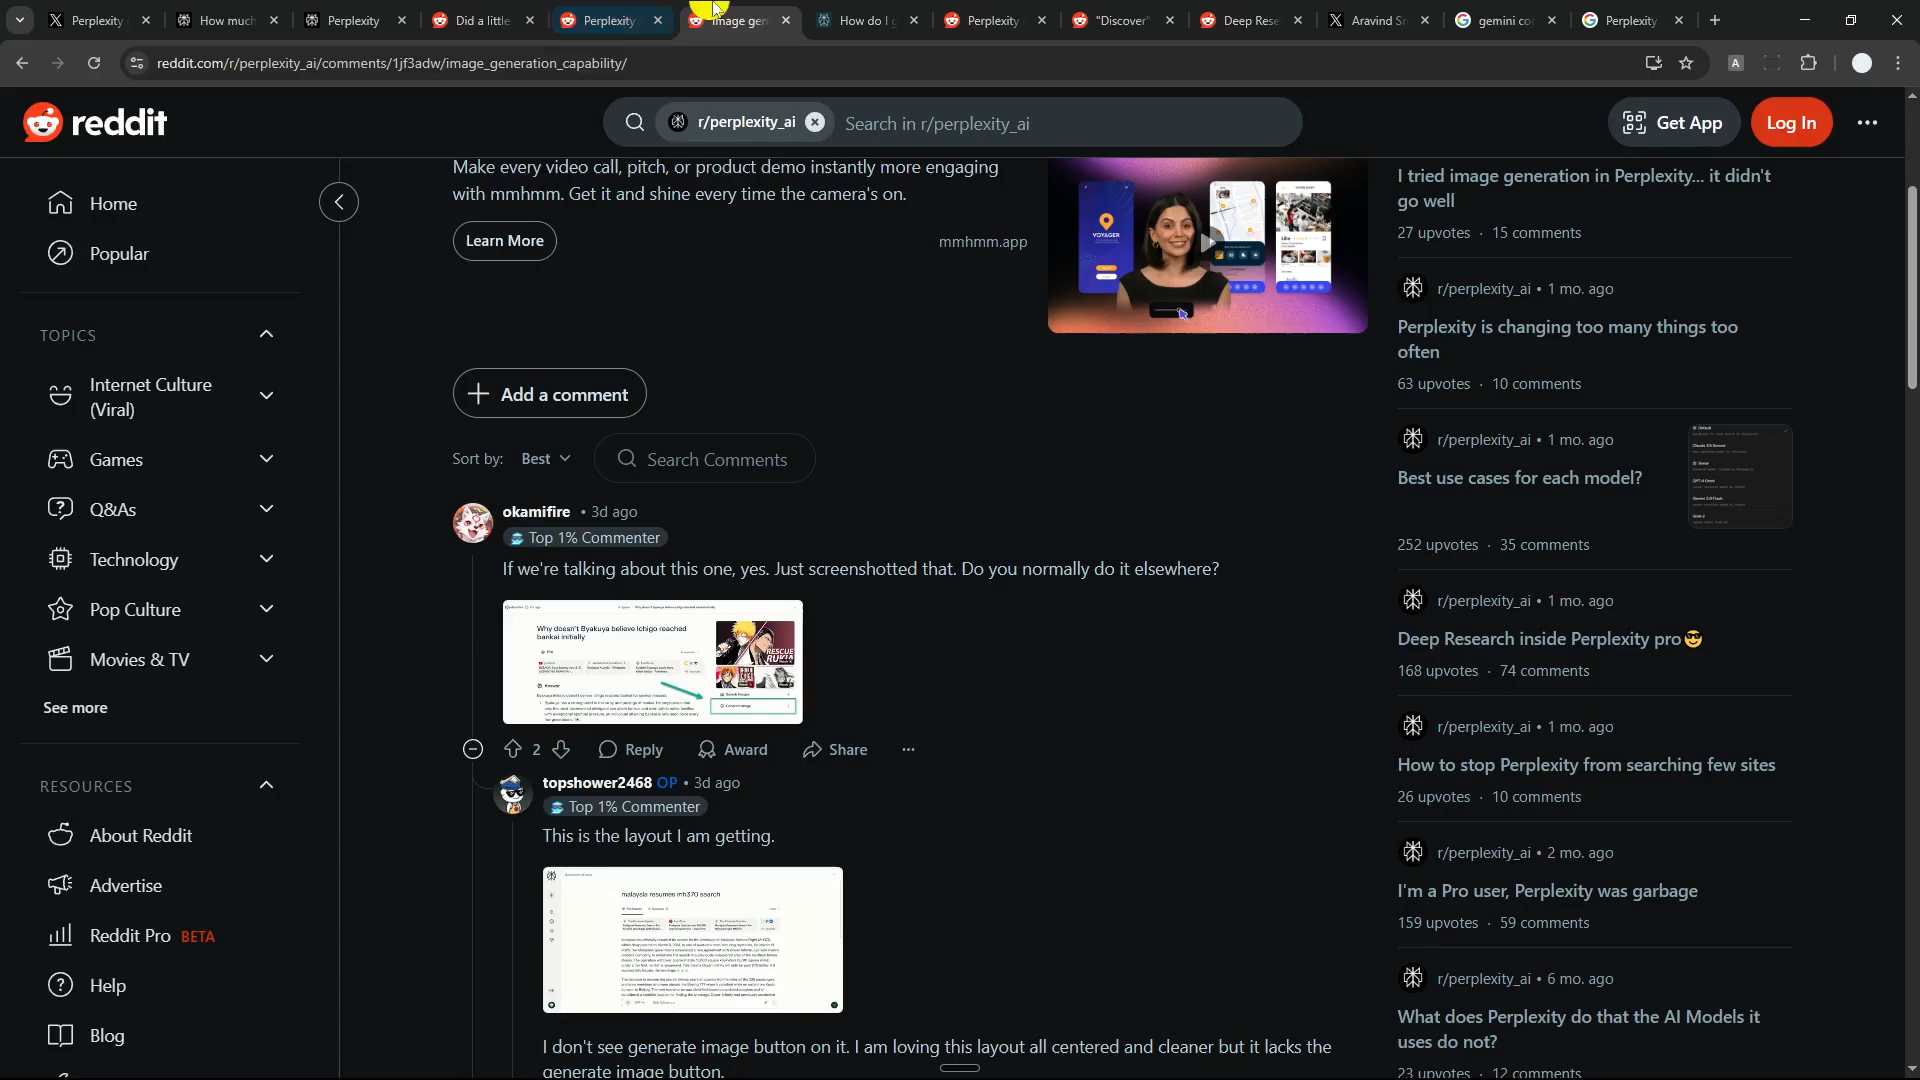 Perplexity
How much
Perplexity
Did a little
Perplexity
Image gen
How do I
Perplexity
"Discover"
Deep Rese
Aravind Sr
gemini co
Perplexity
reddit.com/r/perplexity_ai/comments/1jf3adw/image_generation_capability/
A
reddit
r/perplexity_ai
Search in r/perplexity_ai
Get App
Log In
Home
Popular
TOPICS
Internet Culture
(Viral)
Games
Q&As
Technology
Pop Culture
Movies & TV
See more
RESOURCES
About Reddit
Advertise
Reddit Pro BETA
Help
Blog
Make every video call, pitch, or product demo instantly more engaging
with mmhmm. Get it and shine every time the camera's on.
Learn More
mmhmm.app
VOYAGER
Add a comment
Sort by: Best
Search Comments
okamifire • 3d ago
Top 1% Commenter
If we're talking about this one, yes. Just screenshotted that. Do you normally do it elsewhere?
Why doesn't Byakuya believe Ichigo reached
bankai initially
RESCUE
RUKIA
Answer
2
Reply
Award
Share
topshower2468 OP • 3d ago
Top 1% Commenter
This is the layout I am getting.
malaysia resumes mh370 search
I don't see generate image button on it. I am loving this layout all centered and cleaner but it lacks the
generate image button.
I tried image generation in Perplexity... it didn't
go well
27 upvotes · 15 comments
r/perplexity_ai • 1 mo. ago
Perplexity is changing too many things too
often
63 upvotes · 10 comments
r/perplexity_ai • 1 mo. ago
Best use cases for each model?
252 upvotes · 35 comments
r/perplexity_ai • 1 mo. ago
Deep Research inside Perplexity pro😎
168 upvotes · 74 comments
r/perplexity_ai • 1 mo. ago
How to stop Perplexity from searching few sites
26 upvotes · 10 comments
r/perplexity_ai • 2 mo. ago
I'm a Pro user, Perplexity was garbage
159 upvotes · 59 comments
r/perplexity_ai • 6 mo. ago
What does Perplexity do that the AI Models it
uses do not?
23 upvotes · 12 comments